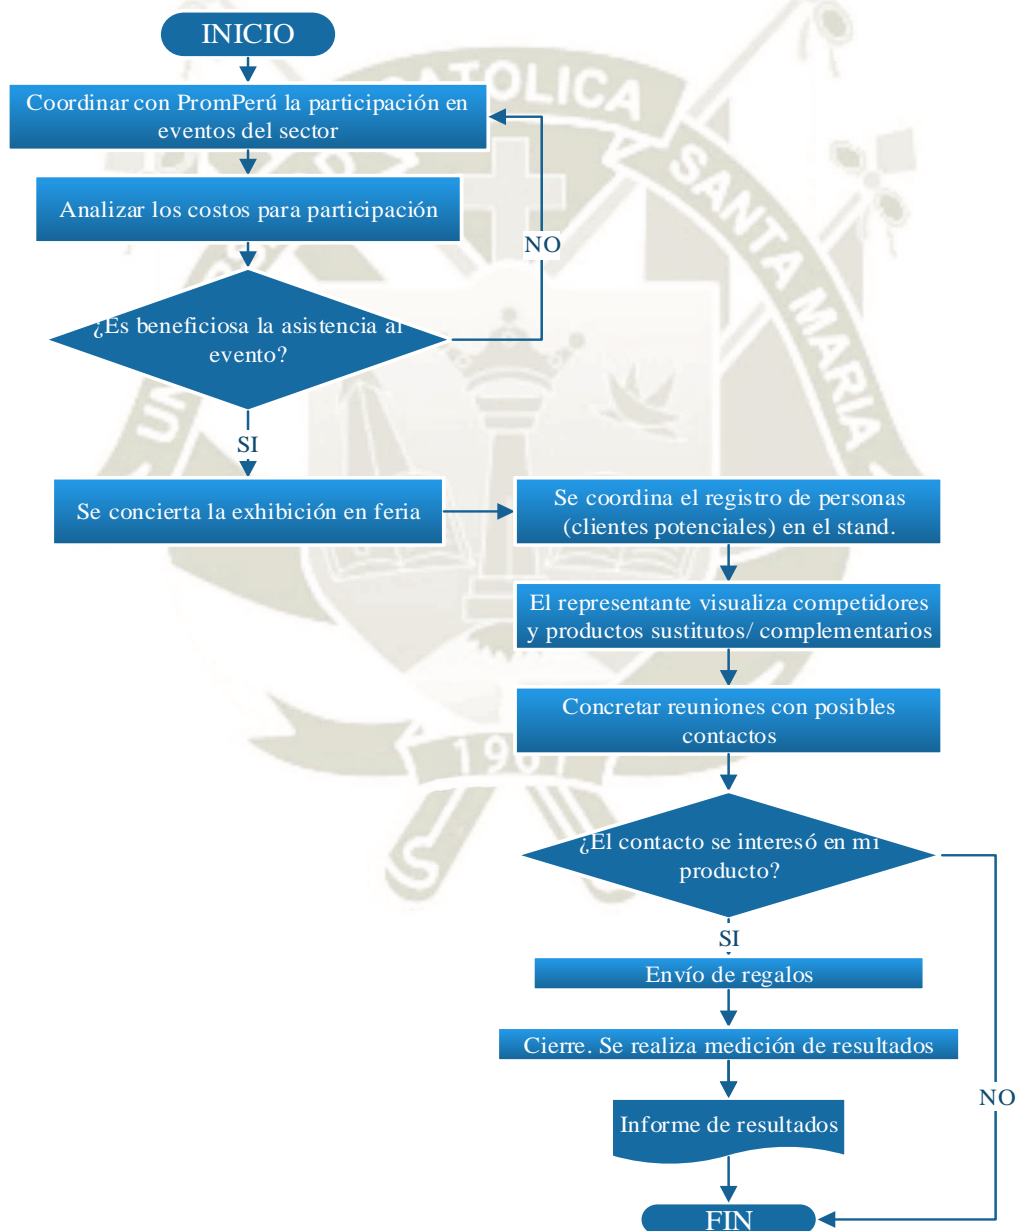 INICIO
Coordinar con PromPerú la participación en
eventos del sector
Analizar los costos para participación
NO
¿Es beneficiosa la asistencia al
evento?
SI
Se concierta la exhibición en feria
Se coordina el registro de personas
(clientes potenciales) en el stand.
El representante visualiza competidores
y productos sustitutos/ complementarios
Concretar reuniones con posibles
contactos
¿El contacto se interesó en mi
producto?
SI
Envío de regalos
Cierre. Se realiza medición de resultados
NO
Informe de resultados
FIN
CATOLICA
SANTA MARIA